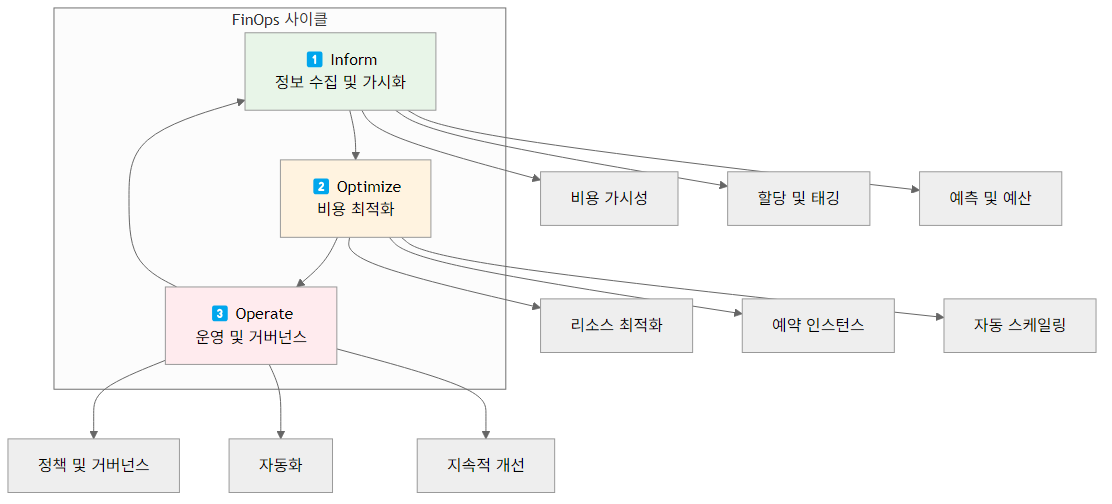 FinOps 사이클
1 Inform
정보 수집 및 가시화
2 Optimize
비용 최적화
비용 가시성
할당 및 태깅
예측 및 예산
3 Operate
운영 및 거버넌스
리소스 최적화
예약 인스턴스
자동 스케일링
정책 및 거버넌스
자동화
지속적 개선